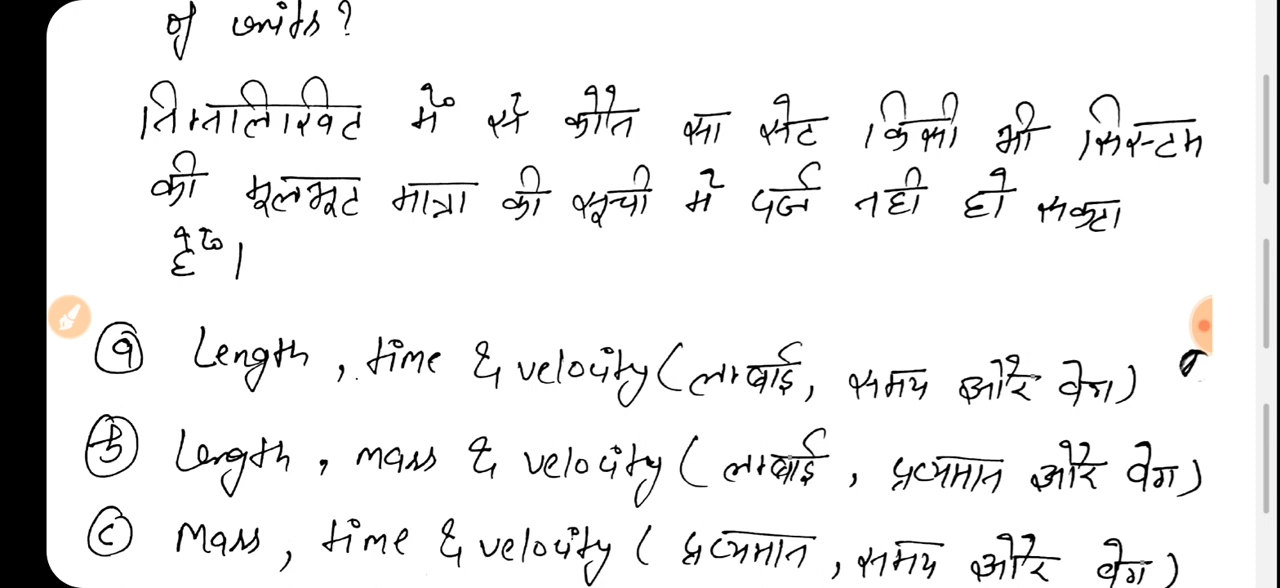 of units?
निम्नलिखित में से कौन सा सेट किसी भी सिस्टम
की मूलभूट मात्रा की सूची में दर्ज नही हो सकटा
है।
(a) Length, time & velocity (लम्बाई, समय और वेग)
(b) Length, mass & velocity (लम्बाई, द्रव्यमान और वेग)
(c) Mass, time & velocity (द्रव्यमान, समय और वेग)